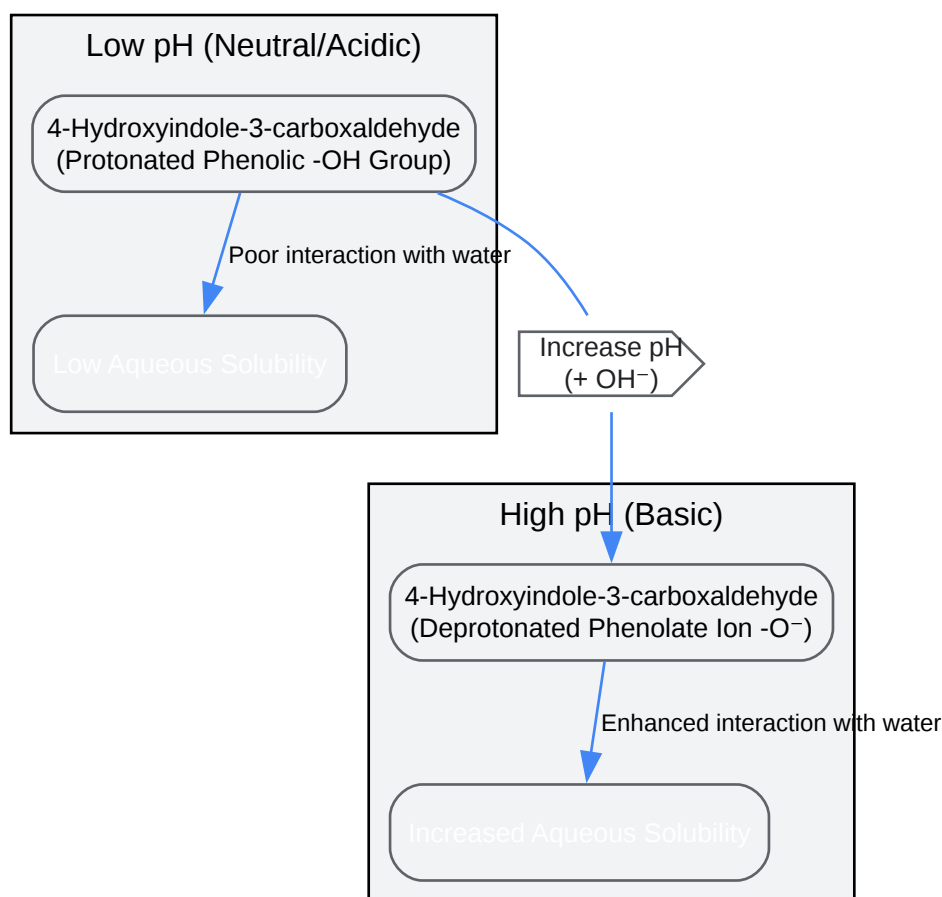 Low pH (Neutral/Acidic)
4-Hydroxyindole-3-carboxaldehyde
(Protonated Phenolic -OH Group)
Poor interaction with water
Low Aqueous Solubility
Increase pH
(+ OH⁻)
High pH (Basic)
4-Hydroxyindole-3-carboxaldehyde
(Deprotonated Phenolate Ion -O⁻)
Enhanced interaction with water
Increased Aqueous Solubility